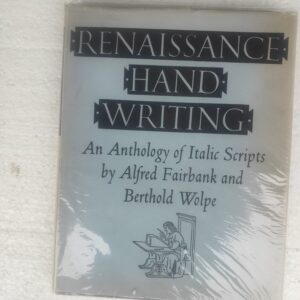 RENAISSANCE
HAND
WRITING
An Anthology of Italic Scripts
by Alfred Fairbank and
Berthold Wolpe